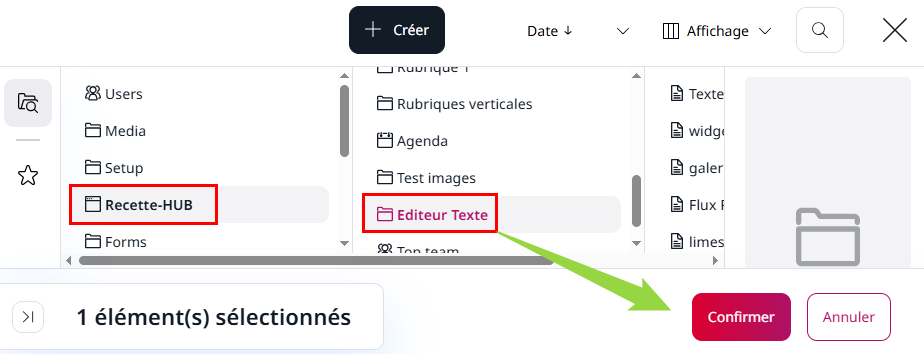 Créer
Date
Affichage
Users
Media
Setup
Recette-HUB
Forms
Rubrique 1
Rubriques verticales
Agenda
Test images
Editeur Texte
Top team
Texte
widge
galer
Flux
limes
1 élément(s) sélectionnés
Confirmer
Annuler